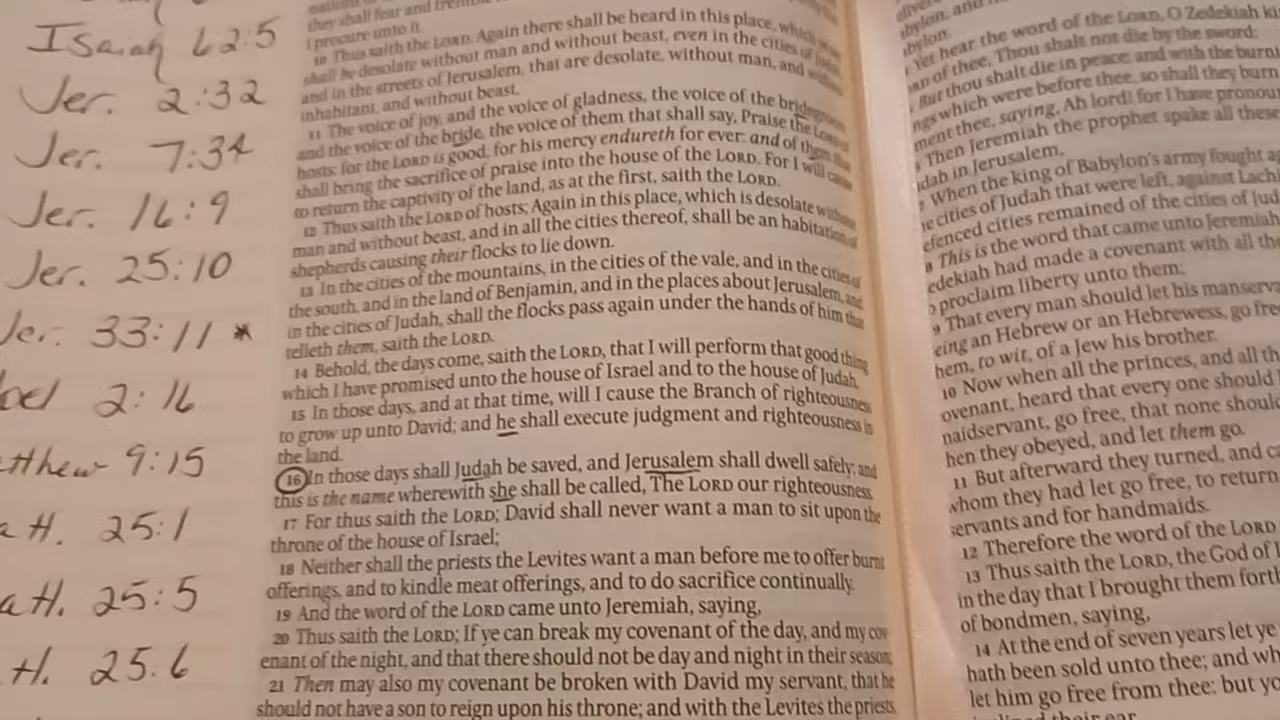 Isaiah 62:5
Jer. 2:32
Jer. 7:34
Jer. 16:9
Jer. 25:10
Jer. 33:11 *
oel 2:16
tthew 9:15
H. 25:1
H. 25:5
H. 25:6
they shall fear and tremble
procure unto it.
10 Thus saith the LORD. Again there shall be heard in this place, which
shall be desolate without man and without beast, even in the cities of Judah
and in the streets of Jerusalem, that are desolate, without man, and without
inhabitant, and without beast.
11 The voice of joy, and the voice of gladness, the voice of the bridegroom
and the voice of the bride, the voice of them that shall say, Praise the LORD of
hosts: for the LORD is good; for his mercy endureth for ever: and of them that
shall bring the sacrifice of praise into the house of the LORD. For I will cause
to return the captivity of the land, as at the first, saith the LORD.
12 Thus saith the LORD of hosts; Again in this place, which is desolate without
man and without beast, and in all the cities thereof, shall be an habitation of
shepherds causing their flocks to lie down.
13 In the cities of the mountains, in the cities of the vale, and in the cities of
the south, and in the land of Benjamin, and in the places about Jerusalem, and
in the cities of Judah, shall the flocks pass again under the hands of him that
telleth them, saith the LORD.
14 Behold, the days come, saith the LORD, that I will perform that good thing
which I have promised unto the house of Israel and to the house of Judah.
15 In those days, and at that time, will I cause the Branch of righteousness
to grow up unto David; and he shall execute judgment and righteousness in
the land.
16 In those days shall Judah be saved, and Jerusalem shall dwell safely: and
this is the name wherewith she shall be called, The LORD our righteousness.
17 For thus saith the LORD; David shall never want a man to sit upon the
throne of the house of Israel;
18 Neither shall the priests the Levites want a man before me to offer burnt
offerings, and to kindle meat offerings, and to do sacrifice continually.
19 And the word of the LORD came unto Jeremiah, saying,
20 Thus saith the LORD; If ye can break my covenant of the day, and my cov
enant of the night, and that there should not be day and night in their season;
21 Then may also my covenant be broken with David my servant, that he
should not have a son to reign upon his throne; and with the Levites the priests,
abylon, and
abylon.
Yet hear the word of the LORD, O Zedekiah ki
of thee, Thou shalt not die by the sword:
But thou shalt die in peace: and with the burni
ngs which were before thee, so shall they burn
ment thee, saying, Ah lord! for I have pronou
Then Jeremiah the prophet spake all these
udah in Jerusalem.
When the king of Babylon's army fought ag
e cities of Judah that were left, against Lachi
efenced cities remained of the cities of Jud
8 This is the word that came unto Jeremiah
edekiah had made a covenant with all the
o proclaim liberty unto them;
9 That every man should let his manserva
eing an Hebrew or an Hebrewess, go free
hem, to wit, of a Jew his brother.
10 Now when all the princes, and all th
ovenant, heard that every one should
naidservant, go free, that none should
hen they obeyed, and let them go.
11 But afterward they turned, and ca
whom they had let go free, to return
servants and for handmaids.
12 Therefore the word of the LORD
13 Thus saith the LORD, the God of I
in the day that I brought them forth
of bondmen, saying,
14 At the end of seven years let ye
hath been sold unto thee; and wh
let him go free from thee: but yo
their ear.